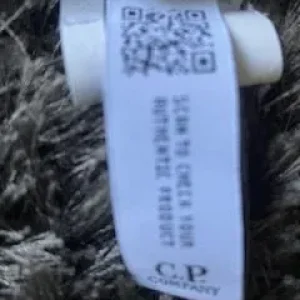 SCAN TO CHECK YOUR
AUTHENTIC PRODUCT
C.P.
COMPANY